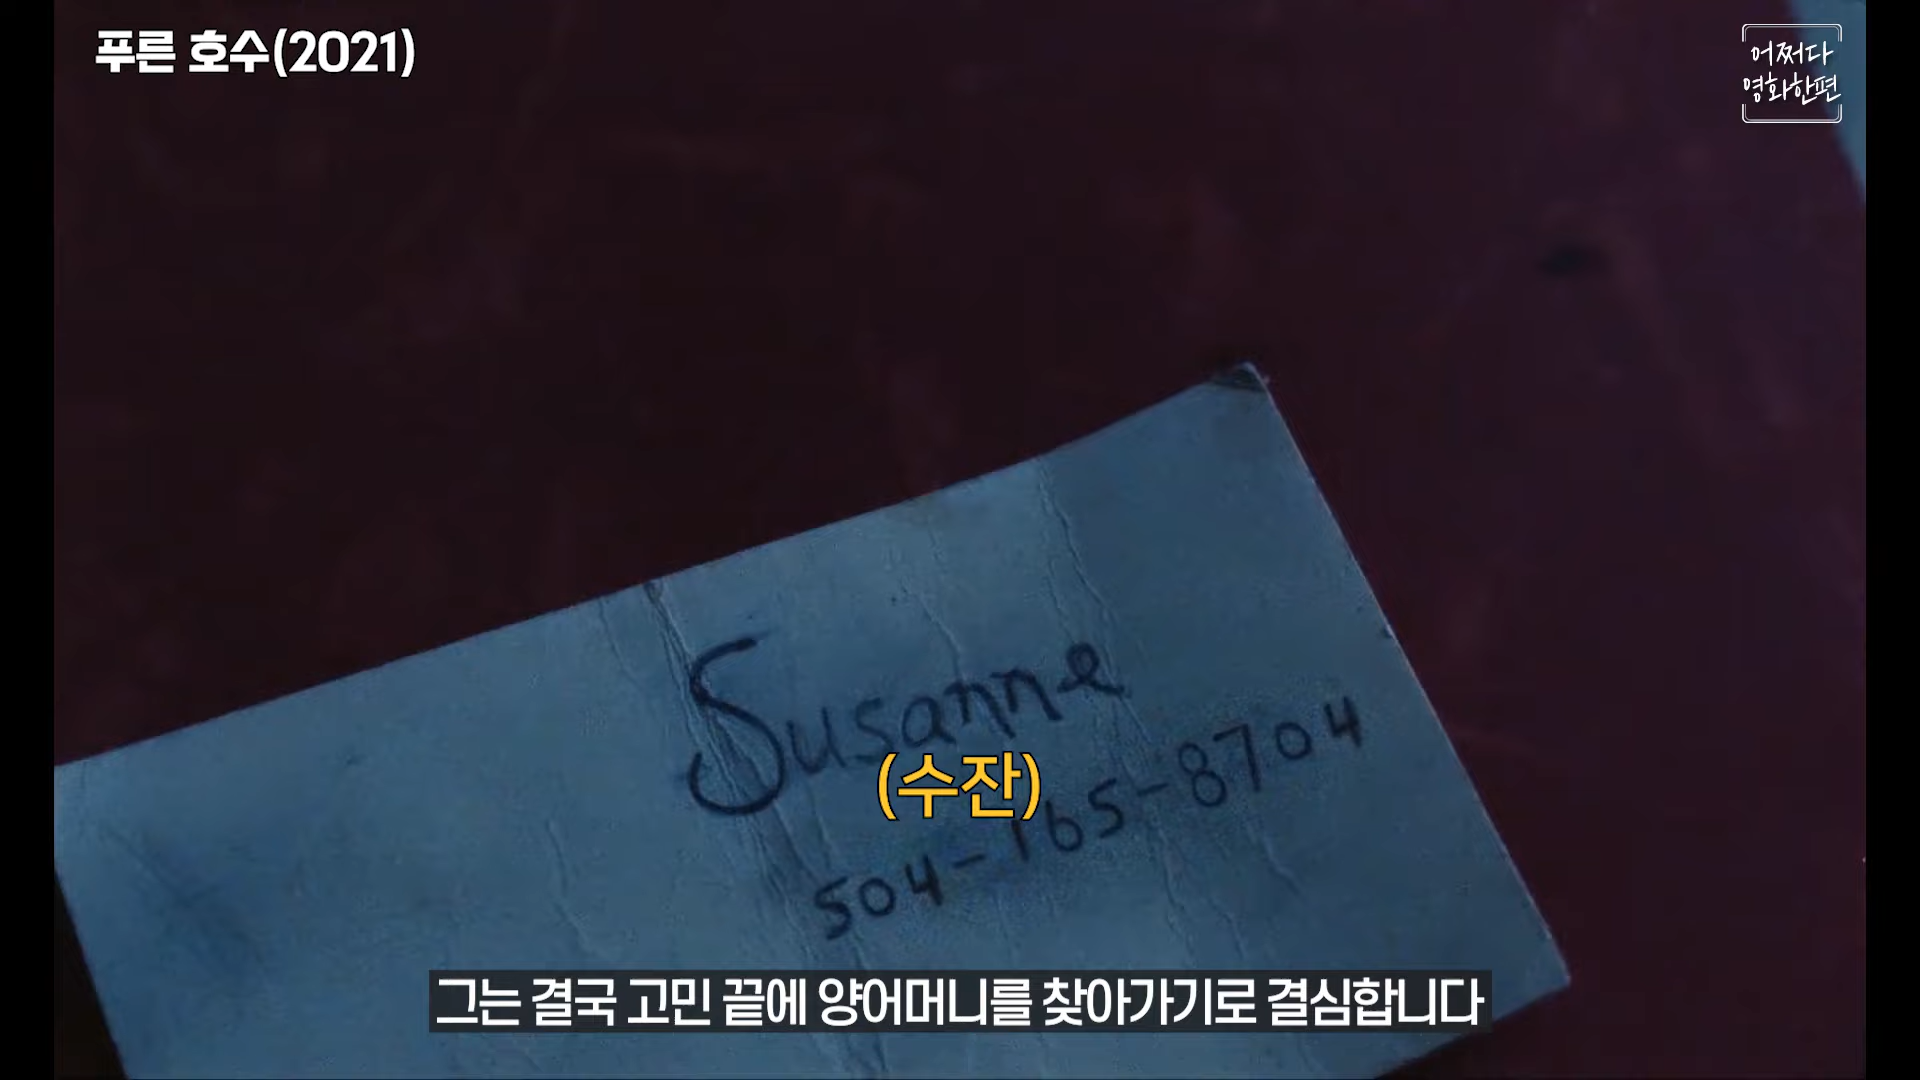 푸른 호수(2021)
어쩌다
영화한편
Susanne
(수잔)
504-165-8704
그는 결국 고민 끝에 양어머니를 찾아가기로 결심합니다